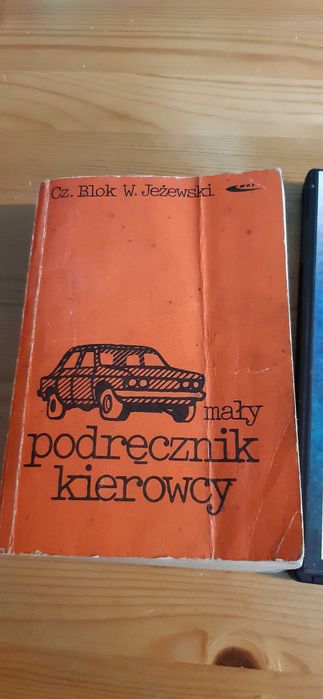 Cz. Blok W. Jeżewski
mały
podręcznik
kierowcy